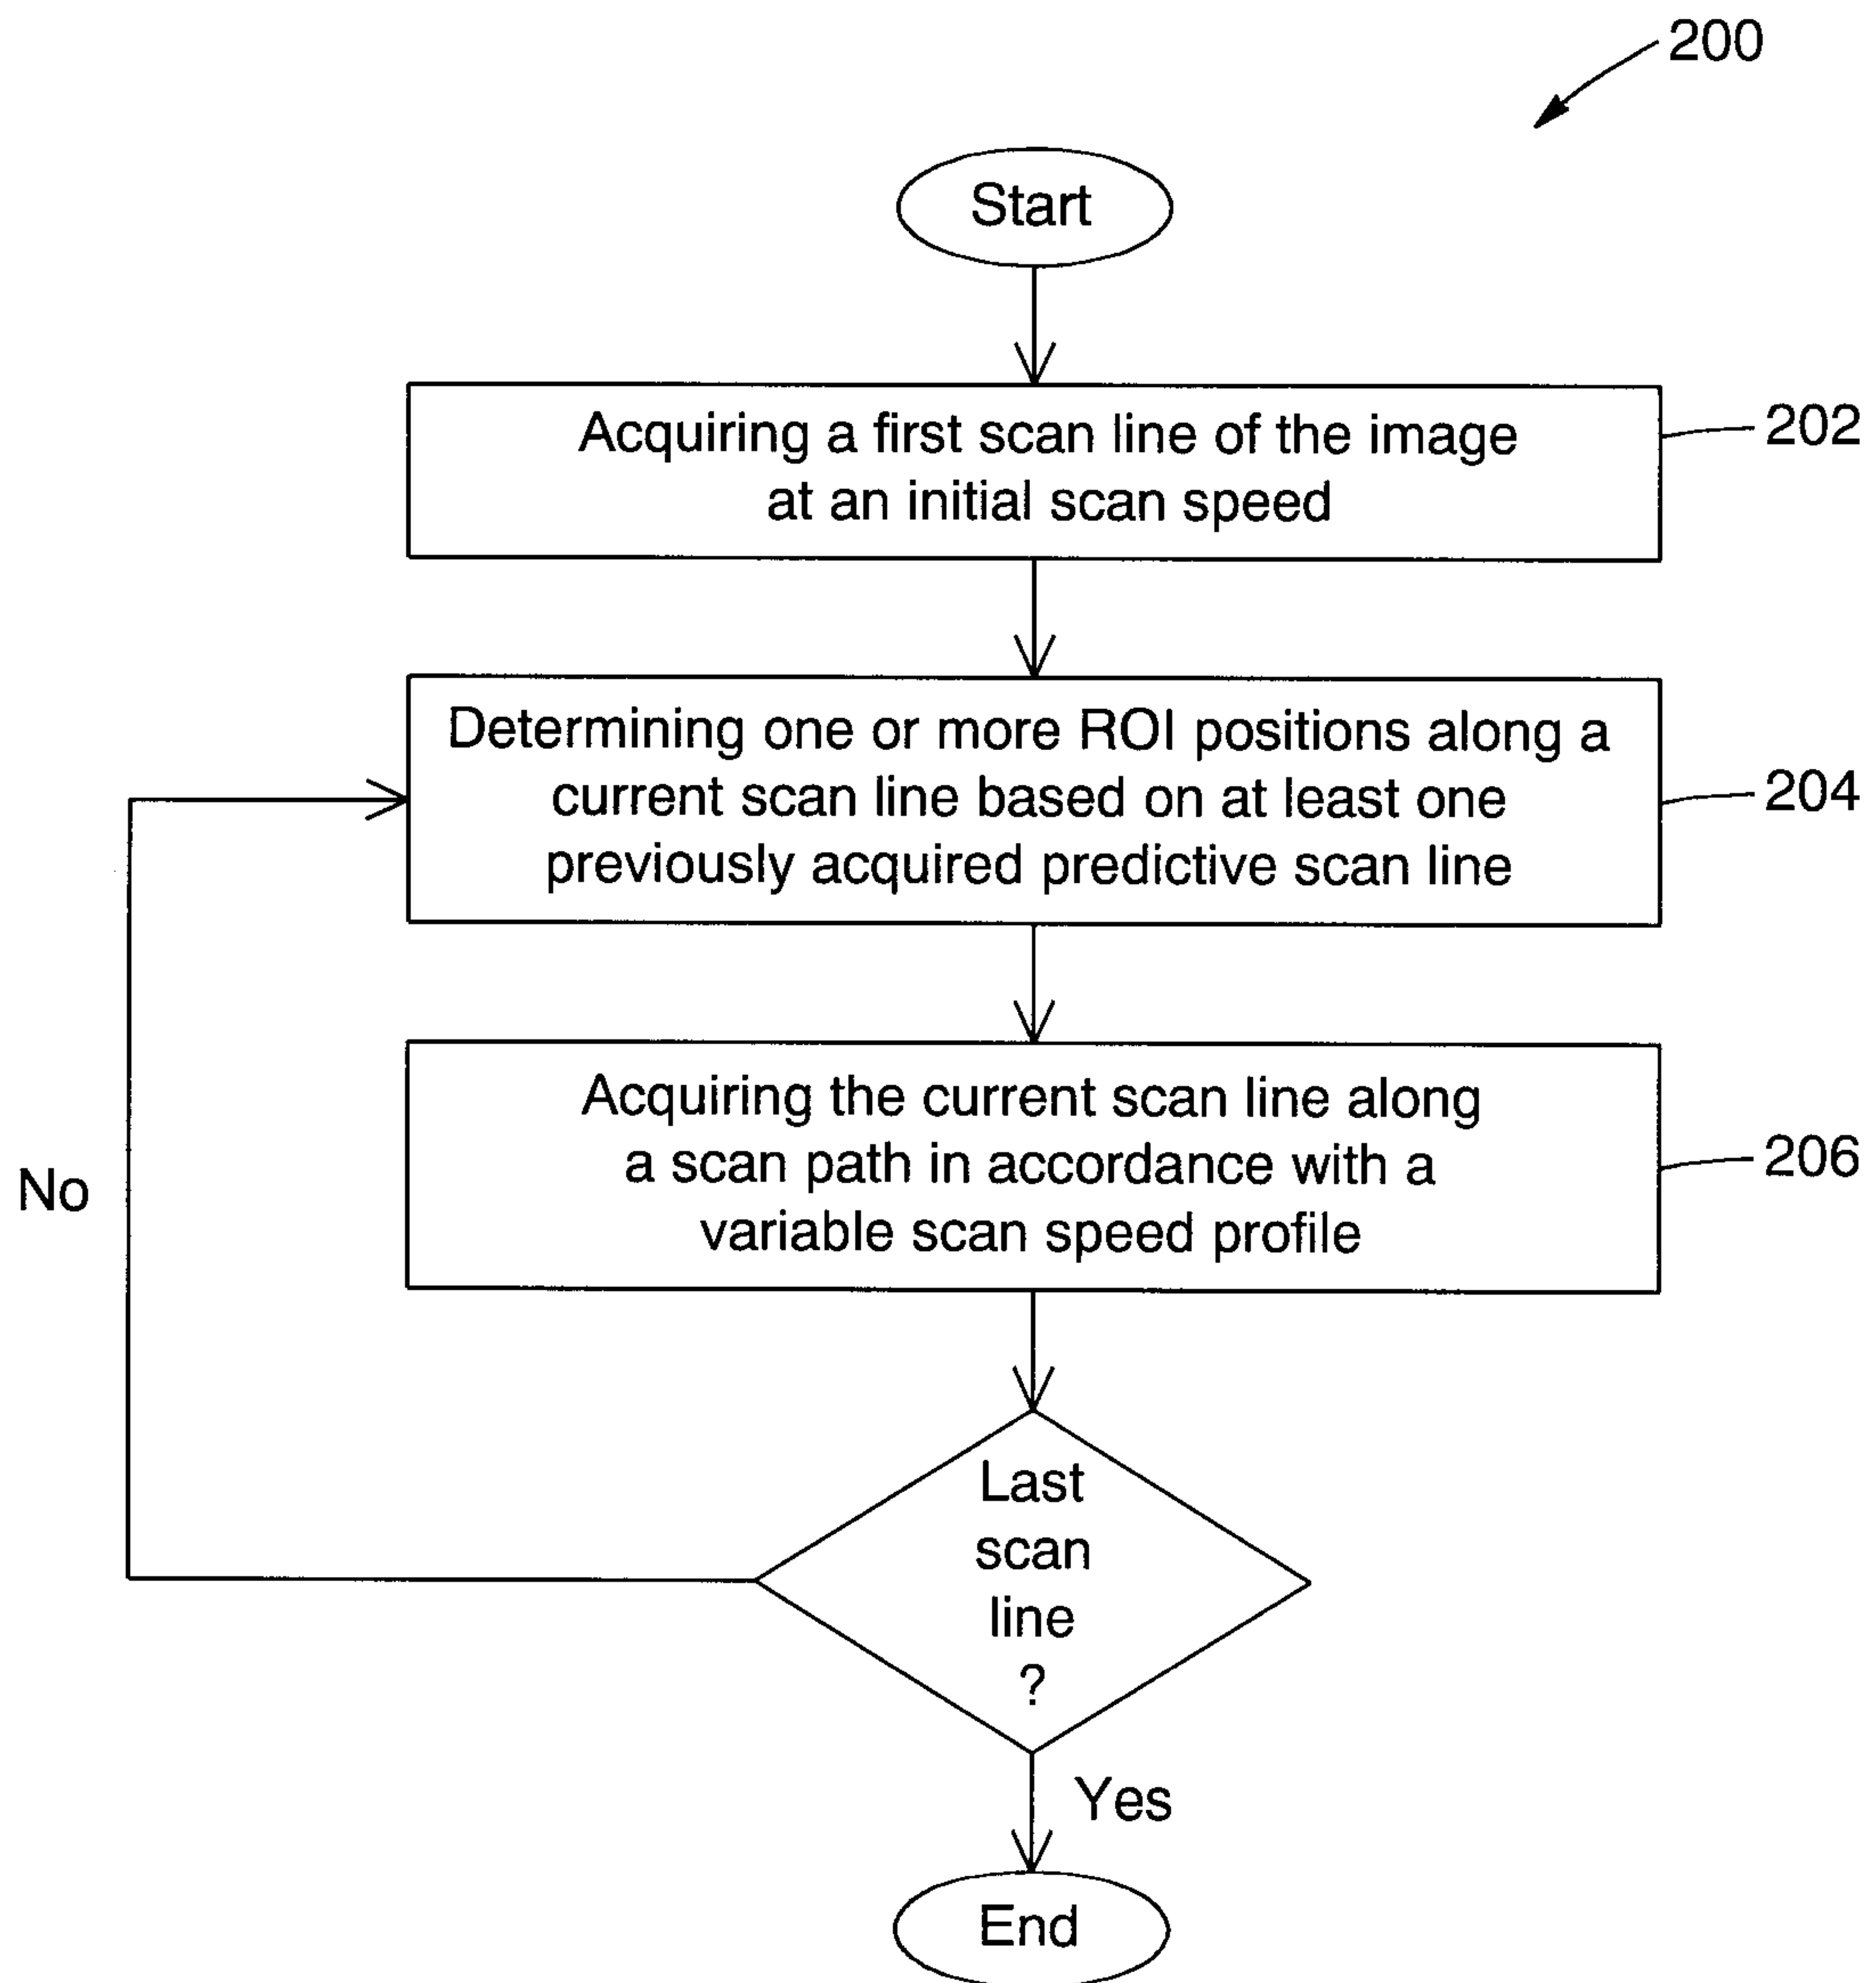 200
Start
Acquiring a first scan line of the image
at an initial scan speed
202
Determining one or more ROI positions along a
current scan line based on at least one
previously acquired predictive scan line
204
Acquiring the current scan line along
a scan path in accordance with a
variable scan speed profile
206
No
Last
scan
line
?
Yes
End